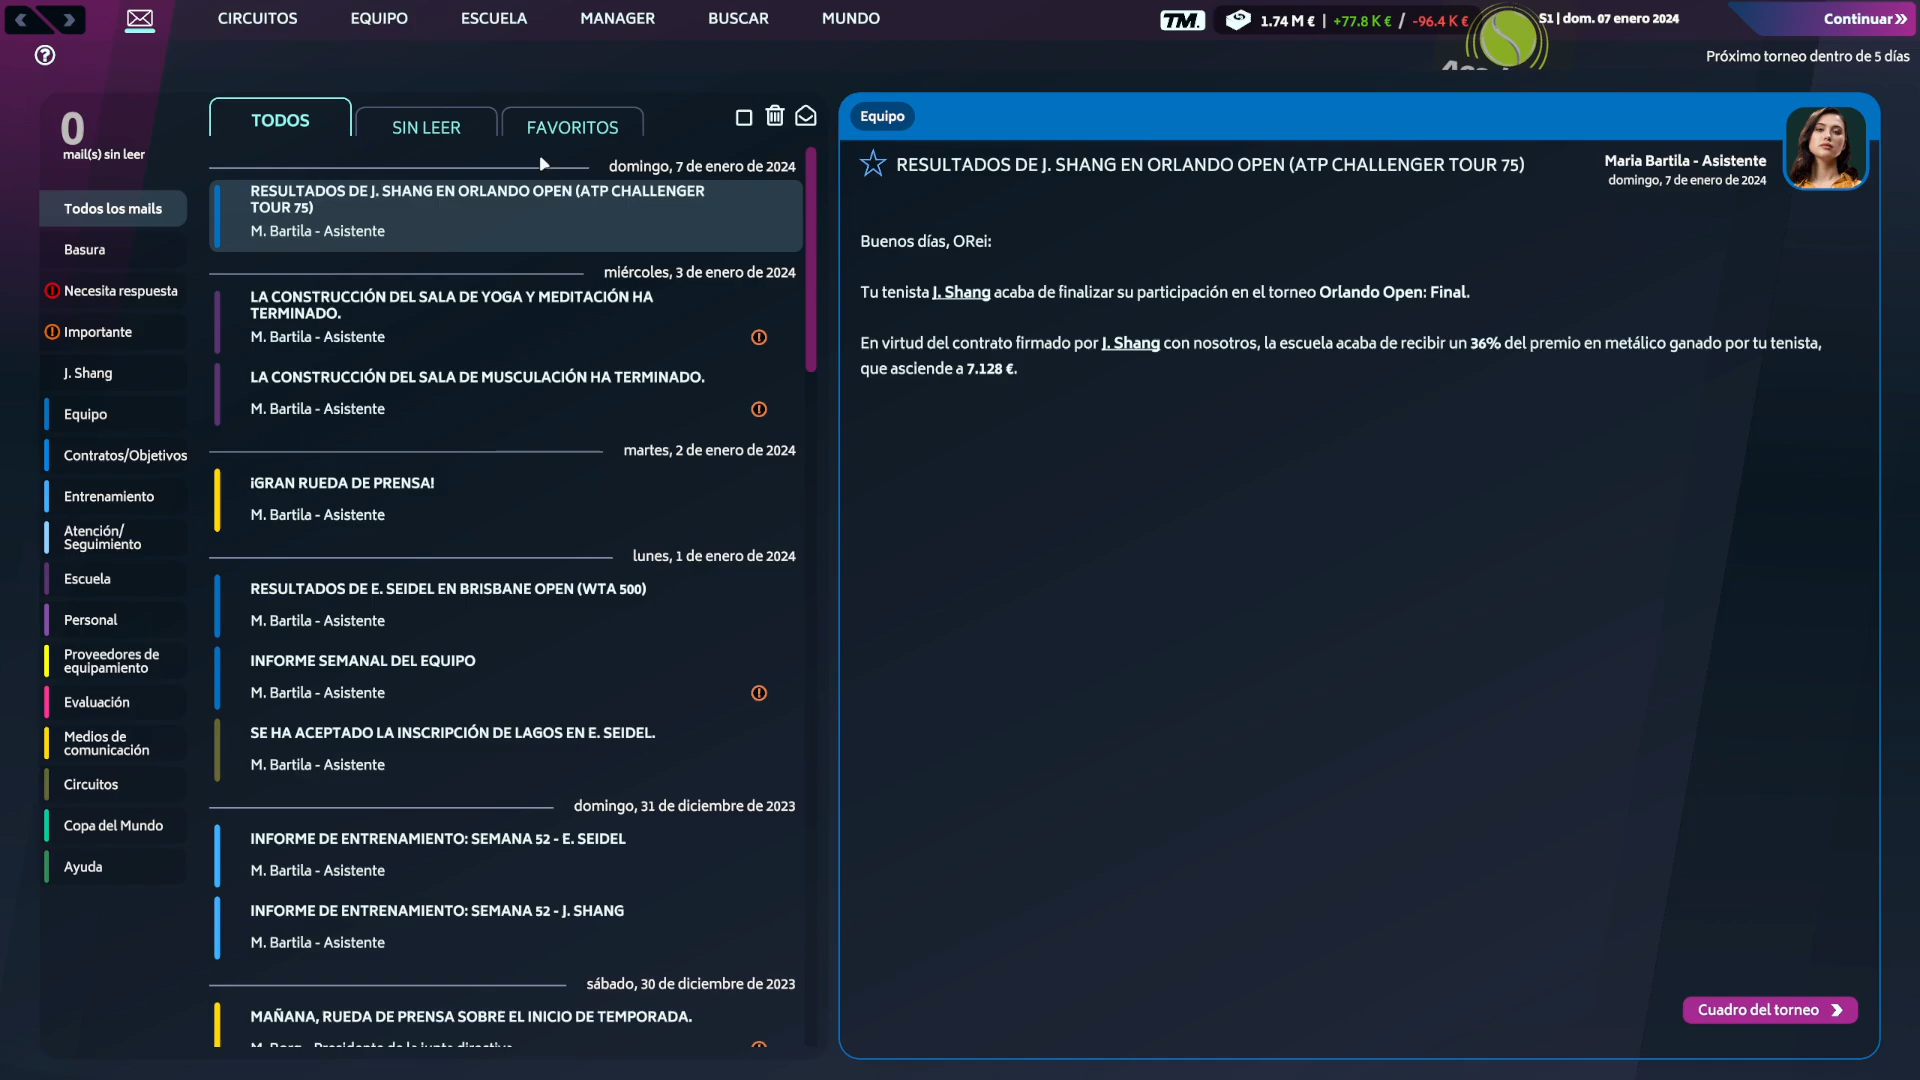 CIRCUITOS EQUIPO ESCUELA MANAGER BUSCAR MUNDO
TM. 1.74 M € | +77.8 K € / -96.4 K € S1 | dom. 07 enero 2024 Continuar
Próximo torneo dentro de 5 días
0
mail(s) sin leer
Todos los mails
Basura
Necesita respuesta
Importante
J. Shang
Equipo
Contratos/Objetivos
Entrenamiento
Atención/
Seguimiento
Escuela
Personal
Proveedores de
equipamiento
Evaluación
Medios de
comunicación
Circuitos
Copa del Mundo
Ayuda
TODOS SIN LEER FAVORITOS
domingo, 7 de enero de 2024
RESULTADOS DE J. SHANG EN ORLANDO OPEN (ATP CHALLENGER
TOUR 75)
M. Bartila - Asistente
miércoles, 3 de enero de 2024
LA CONSTRUCCIÓN DEL SALA DE YOGA Y MEDITACIÓN HA
TERMINADO.
M. Bartila - Asistente
LA CONSTRUCCIÓN DEL SALA DE MUSCULACIÓN HA TERMINADO.
M. Bartila - Asistente
martes, 2 de enero de 2024
¡GRAN RUEDA DE PRENSA!
M. Bartila - Asistente
lunes, 1 de enero de 2024
RESULTADOS DE E. SEIDEL EN BRISBANE OPEN (WTA 500)
M. Bartila - Asistente
INFORME SEMANAL DEL EQUIPO
M. Bartila - Asistente
SE HA ACEPTADO LA INSCRIPCIÓN DE LAGOS EN E. SEIDEL.
M. Bartila - Asistente
domingo, 31 de diciembre de 2023
INFORME DE ENTRENAMIENTO: SEMANA 52 - E. SEIDEL
M. Bartila - Asistente
INFORME DE ENTRENAMIENTO: SEMANA 52 - J. SHANG
M. Bartila - Asistente
sábado, 30 de diciembre de 2023
MAÑANA, RUEDA DE PRENSA SOBRE EL INICIO DE TEMPORADA.
M. Borg - Presidente de la junta directiva
Equipo
RESULTADOS DE J. SHANG EN ORLANDO OPEN (ATP CHALLENGER TOUR 75)
Maria Bartila - Asistente
domingo, 7 de enero de 2024
Buenos días, ORei:
Tu tenista J. Shang acaba de finalizar su participación en el torneo Orlando Open: Final.
En virtud del contrato firmado por J. Shang con nosotros, la escuela acaba de recibir un 36% del premio en metálico ganado por tu tenista,
que asciende a 7.128 €.
Cuadro del torneo